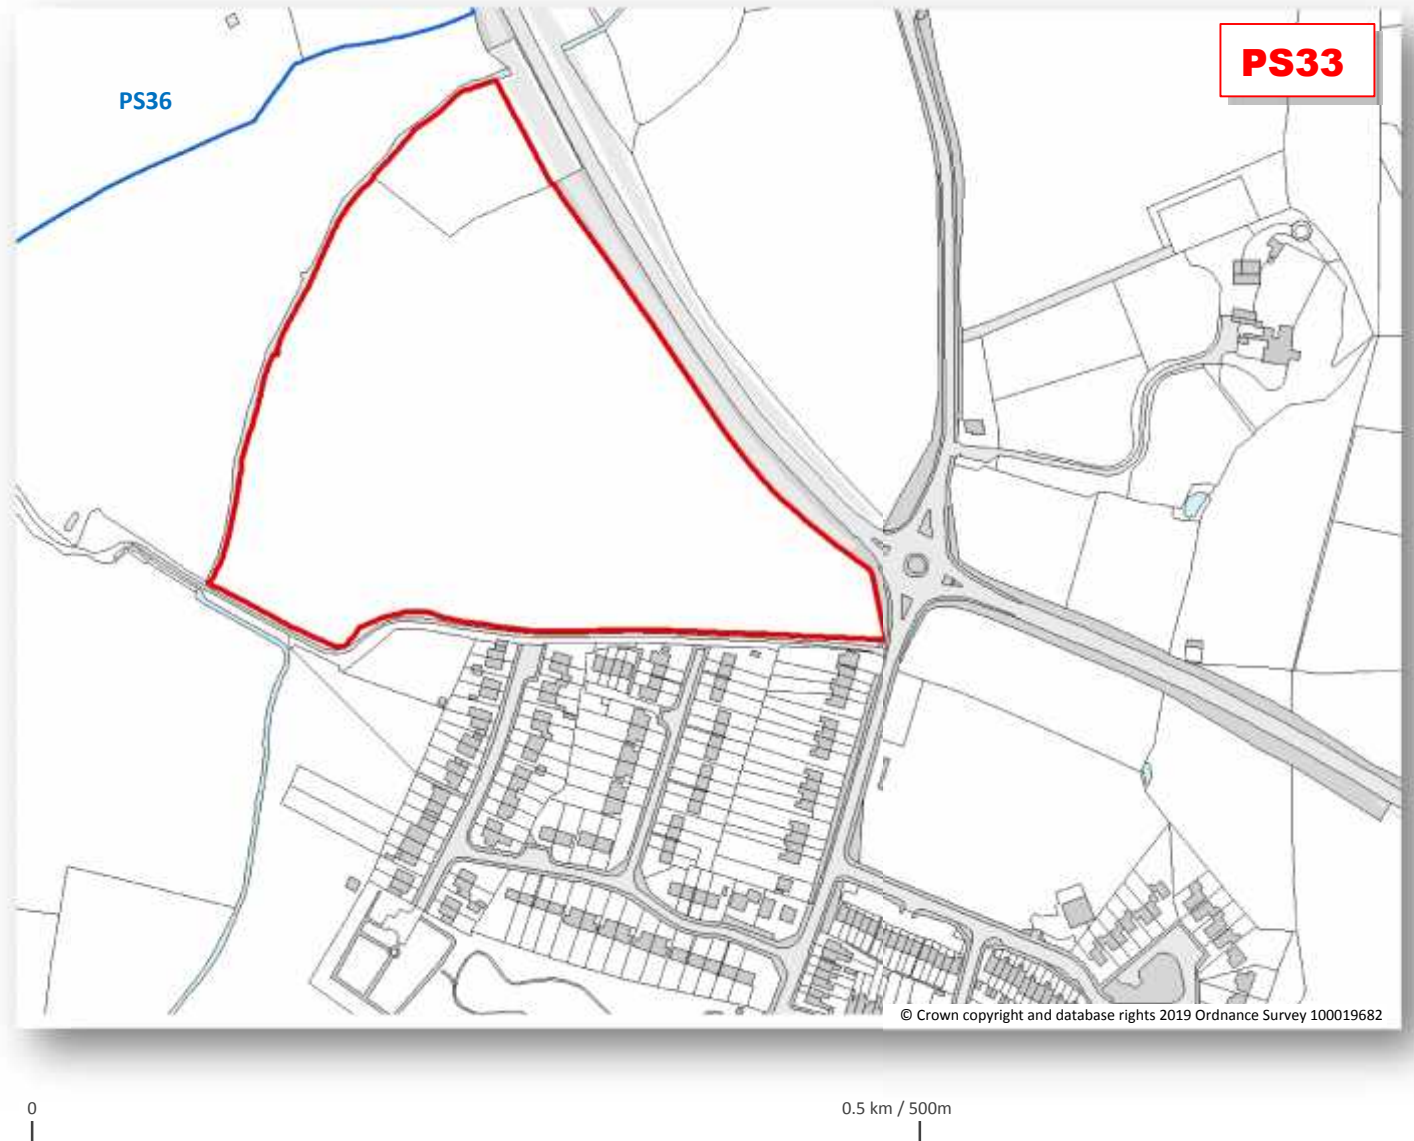 PS33
PS36
© Crown copyright and database rights 2019 Ordnance Survey 100019682
0
0.5 km / 500m